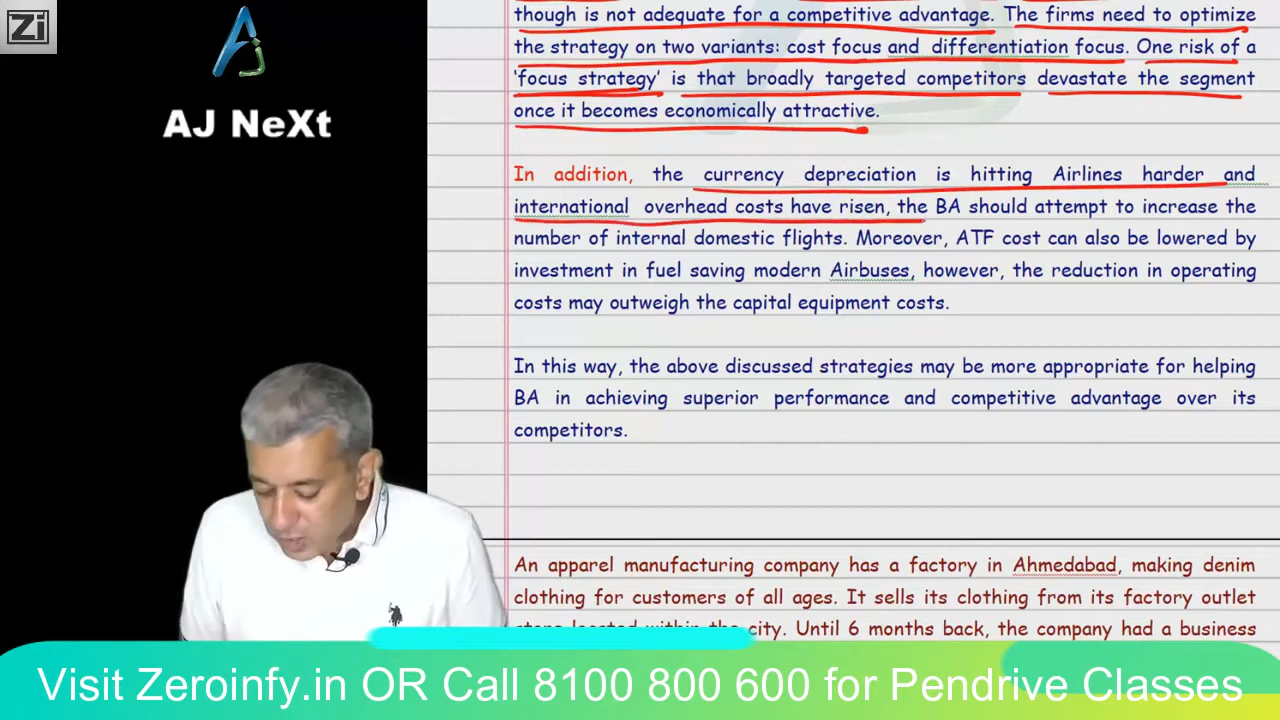 Zi
AJ NeXt
though is not adequate for a competitive advantage. The firms need to optimize
the strategy on two variants: cost focus and differentiation focus. One risk of a
‘focus strategy’ is that broadly targeted competitors devastate the segment
once it becomes economically attractive.
In addition, the currency depreciation is hitting Airlines harder and
international overhead costs have risen, the BA should attempt to increase the
number of internal domestic flights. Moreover, ATF cost can also be lowered by
investment in fuel saving modern Airbuses, however, the reduction in operating
costs may outweigh the capital equipment costs.
In this way, the above discussed strategies may be more appropriate for helping
BA in achieving superior performance and competitive advantage over its
competitors.
An apparel manufacturing company has a factory in Ahmedabad, making denim
clothing for customers of all ages. It sells its clothing from its factory outlet
store located within the city. Until 6 months back, the company had a business
Visit Zeroinfy.in OR Call 8100 800 600 for Pendrive Classes